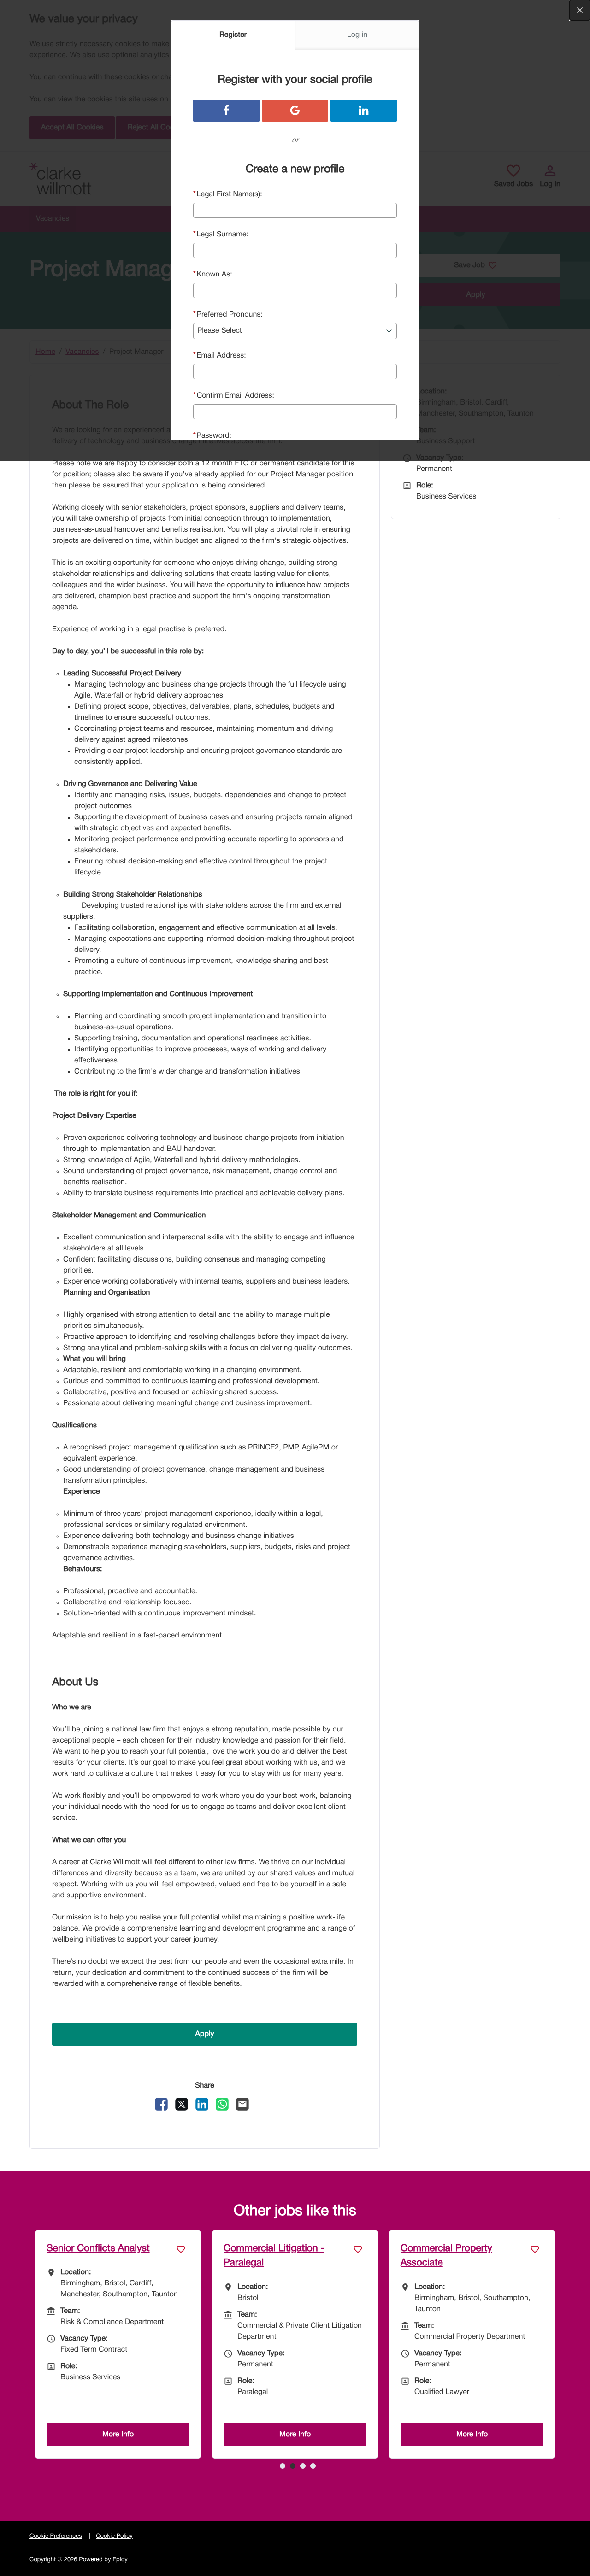 We value your privacy
We use strictly necessary cookies to make
experience. We also use optional analytics
You can continue with these cookies or cha
You can view the cookies this site uses on
Accept All Cookies
Reject All Co
Register
Log in
Register with your social profile
f
G
in
or
Create a new profile
*Legal First Name(s):
*Legal Surname:
*Known As:
*Preferred Pronouns:
Please Select
*Email Address:
*Confirm Email Address:
*Password:
clarke
willmott
Saved Jobs
Log In
Vacancies
Project Manag
Save Job
Apply
Home / Vacancies / Project Manager
About The Role
We are looking for an experienced
delivery of technology and business
Please note we are happy to consider both a 12 month FTC or permanent candidate for this
for position; please also be aware if you've already applied for our Project Manager position
then please be assured that your application is being considered.
Working closely with senior stakeholders, project sponsors, suppliers and delivery teams,
you will take ownership of projects from initial conception through to implementation,
business-as-usual handover and benefits realisation. You will play a pivotal role in ensuring
projects are delivered on time, within budget and aligned to the firm's strategic objectives.
This is an exciting opportunity for someone who enjoys driving change, building strong
stakeholder relationships and delivering solutions that create lasting value for clients,
colleagues and the wider business. You will have the opportunity to influence how projects
are delivered, champion best practice and support the firm's ongoing transformation
agenda.
Experience of working in a legal practise is preferred.
Day to day, you'll be successful in this role by:
Leading Successful Project Delivery
Managing technology and business change projects through the full lifecycle using
Agile, Waterfall or hybrid delivery approaches
Defining project scope, objectives, deliverables, plans, schedules, budgets and
timelines to ensure successful outcomes.
Coordinating project teams and resources, maintaining momentum and driving
delivery against agreed milestones
Providing clear project leadership and ensuring project governance standards are
consistently applied.
Driving Governance and Delivering Value
Identify and managing risks, issues, budgets, dependencies and change to protect
project outcomes
Supporting the development of business cases and ensuring projects remain aligned
with strategic objectives and expected benefits.
Monitoring project performance and providing accurate reporting to sponsors and
stakeholders.
Ensuring robust decision-making and effective control throughout the project
lifecycle.
Building Strong Stakeholder Relationships
Developing trusted relationships with stakeholders across the firm and external
suppliers.
Facilitating collaboration, engagement and effective communication at all levels.
Managing expectations and supporting informed decision-making throughout project
delivery.
Promoting a culture of continuous improvement, knowledge sharing and best
practice.
Supporting Implementation and Continuous Improvement
Planning and coordinating smooth project implementation and transition into
business-as-usual operations.
Supporting training, documentation and operational readiness activities.
Identifying opportunities to improve processes, ways of working and delivery
effectiveness.
Contributing to the firm's wider change and transformation initiatives.
The role is right for you if:
Project Delivery Expertise
Proven experience delivering technology and business change projects from initiation
through to implementation and BAU handover.
Strong knowledge of Agile, Waterfall and hybrid delivery methodologies.
Sound understanding of project governance, risk management, change control and
benefits realisation.
Ability to translate business requirements into practical and achievable delivery plans.
Stakeholder Management and Communication
Excellent communication and interpersonal skills with the ability to engage and influence
stakeholders at all levels.
Confident facilitating discussions, building consensus and managing competing
priorities.
Experience working collaboratively with internal teams, suppliers and business leaders.
Planning and Organisation
Highly organised with strong attention to detail and the ability to manage multiple
priorities simultaneously.
Proactive approach to identifying and resolving challenges before they impact delivery.
Strong analytical and problem-solving skills with a focus on delivering quality outcomes.
What you will bring
Adaptable, resilient and comfortable working in a changing environment.
Curious and committed to continuous learning and professional development.
Collaborative, positive and focused on achieving shared success.
Passionate about delivering meaningful change and business improvement.
Qualifications
A recognised project management qualification such as PRINCE2, PMP, AgilePM or
equivalent experience.
Good understanding of project governance, change management and business
transformation principles.
Experience
Minimum of three years' project management experience, ideally within a legal,
professional services or similarly regulated environment.
Experience delivering both technology and business change initiatives.
Demonstrable experience managing stakeholders, suppliers, budgets, risks and project
governance activities.
Behaviours:
Professional, proactive and accountable.
Collaborative and relationship focused.
Solution-oriented with a continuous improvement mindset.
Adaptable and resilient in a fast-paced environment
Location:
Birmingham, Bristol, Cardiff,
Manchester, Southampton, Taunton
Team:
Business Support
Vacancy Type:
Permanent
Role:
Business Services
About Us
Who we are
You'll be joining a national law firm that enjoys a strong reputation, made possible by our
exceptional people – each chosen for their industry knowledge and passion for their field.
We want to help you to reach your full potential, love the work you do and deliver the best
results for your clients. It's our goal to make you feel great about working with us, and we
work hard to cultivate a culture that makes it easy for you to stay with us for many years.
We work flexibly and you'll be empowered to work where you do your best work, balancing
your individual needs with the need for us to engage as teams and deliver excellent client
service.
What we can offer you
A career at Clarke Willmott will feel different to other law firms. We thrive on our individual
differences and diversity because as a team, we are united by our shared values and mutual
respect. Working with us you will feel empowered, valued and free to be yourself in a safe
and supportive environment.
Our mission is to help you realise your full potential whilst maintaining a positive work-life
balance. We provide a comprehensive learning and development programme and a range of
wellbeing initiatives to support your career journey.
There's no doubt we expect the best from our people and even the occasional extra mile. In
return, your dedication and commitment to the continued success of the firm will be
rewarded with a comprehensive range of flexible benefits.
Apply
Share
Other jobs like this
Senior Conflicts Analyst
Location:
Birmingham, Bristol, Cardiff,
Manchester, Southampton, Taunton
Team:
Risk & Compliance Department
Vacancy Type:
Fixed Term Contract
Role:
Business Services
More Info
Commercial Litigation -
Paralegal
Location:
Bristol
Team:
Commercial & Private Client Litigation
Department
Vacancy Type:
Permanent
Role:
Paralegal
More Info
Commercial Property
Associate
Location:
Birmingham, Bristol, Southampton,
Taunton
Team:
Commercial Property Department
Vacancy Type:
Permanent
Role:
Qualified Lawyer
More Info
Cookie Preferences | Cookie Policy
Copyright © 2026 Powered by Eploy